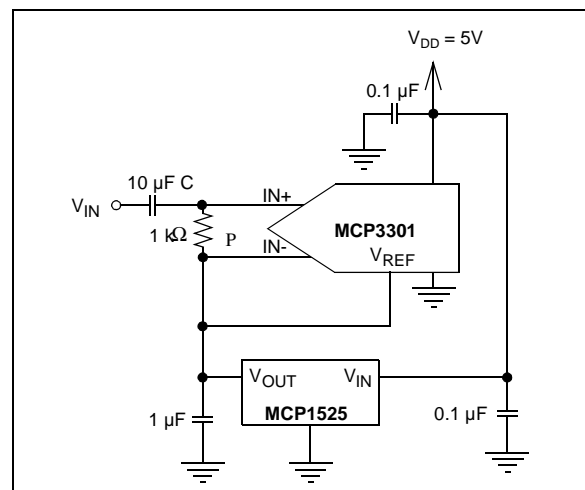 V_DD = 5V
0.1 µF
10 µF C
V_IN
IN+
1 kΩ P
IN-
MCP3301
V_REF
V_OUT V_IN
MCP1525
1 µF
0.1 µF